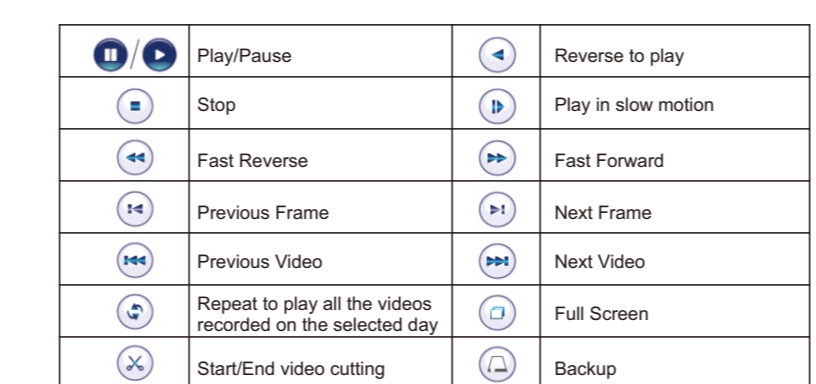 Play/Pause
Reverse to play
Stop
Play in slow motion
Fast Reverse
Fast Forward
Previous Frame
Next Frame
Previous Video
Next Video
Repeat to play all the videos
recorded on the selected day
Full Screen
Start/End video cutting
Backup